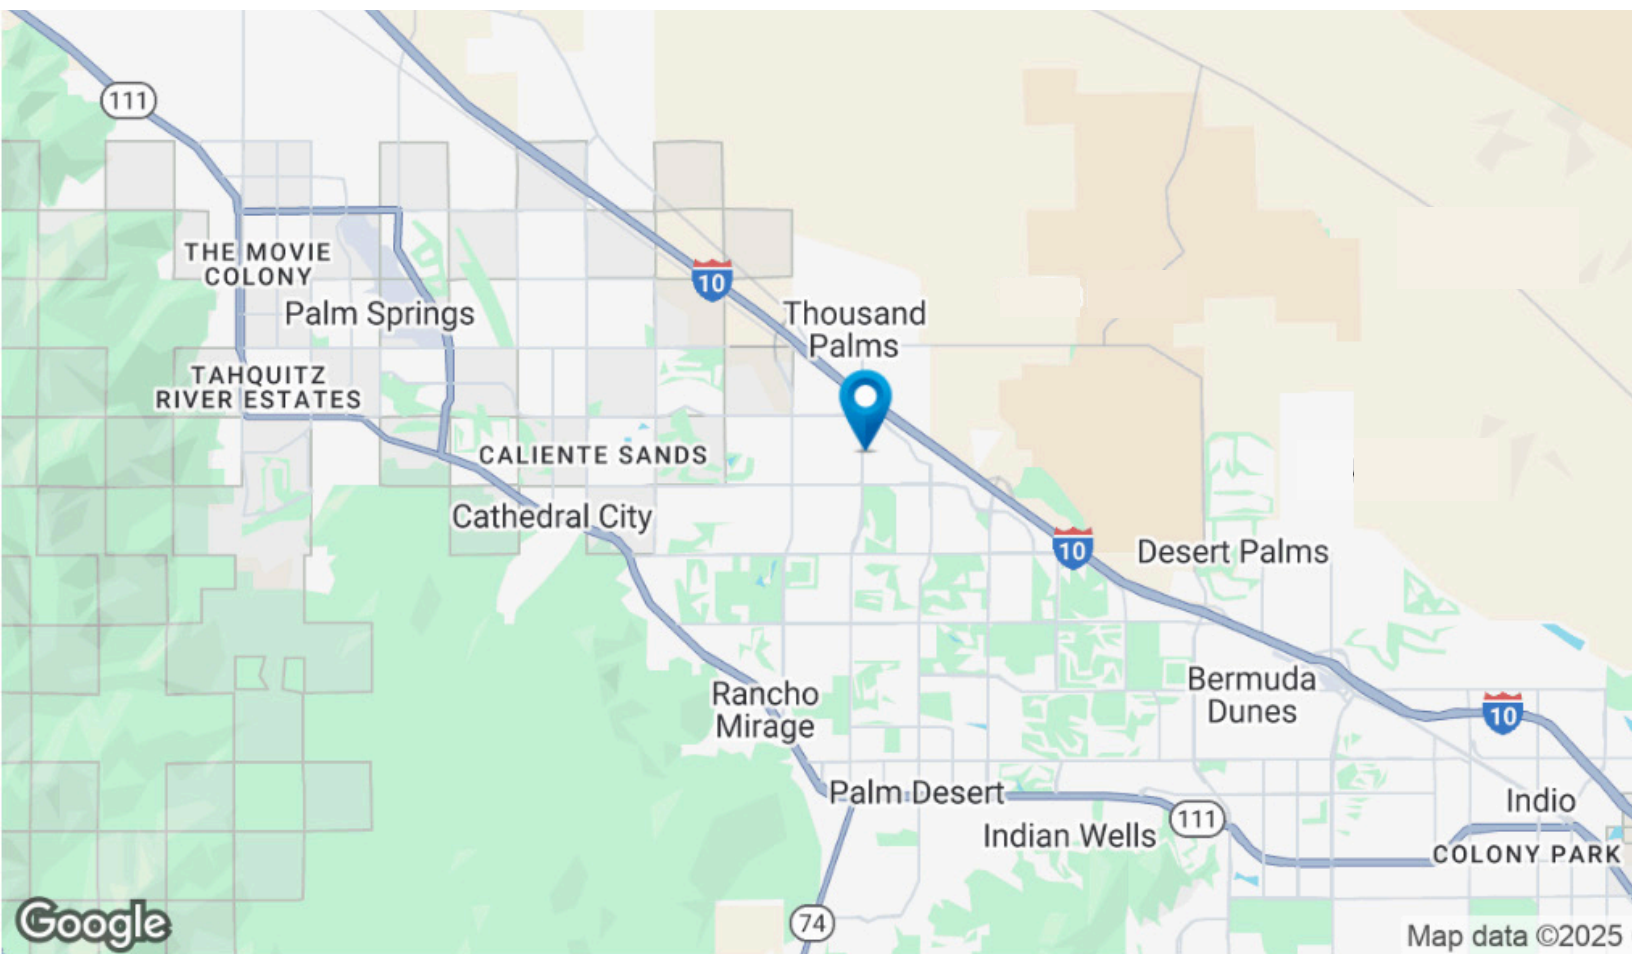 111
THE MOVIE
COLONY
10
Palm Springs
Thousand
Palms
TAHQUITZ
RIVER ESTATES
CALIENTE SANDS
Cathedral City
10
Desert Palms
Rancho
Mirage
Bermuda
Dunes
10
Palm Desert
111
Indio
Indian Wells
COLONY PARK
74
Google
Map data ©2025